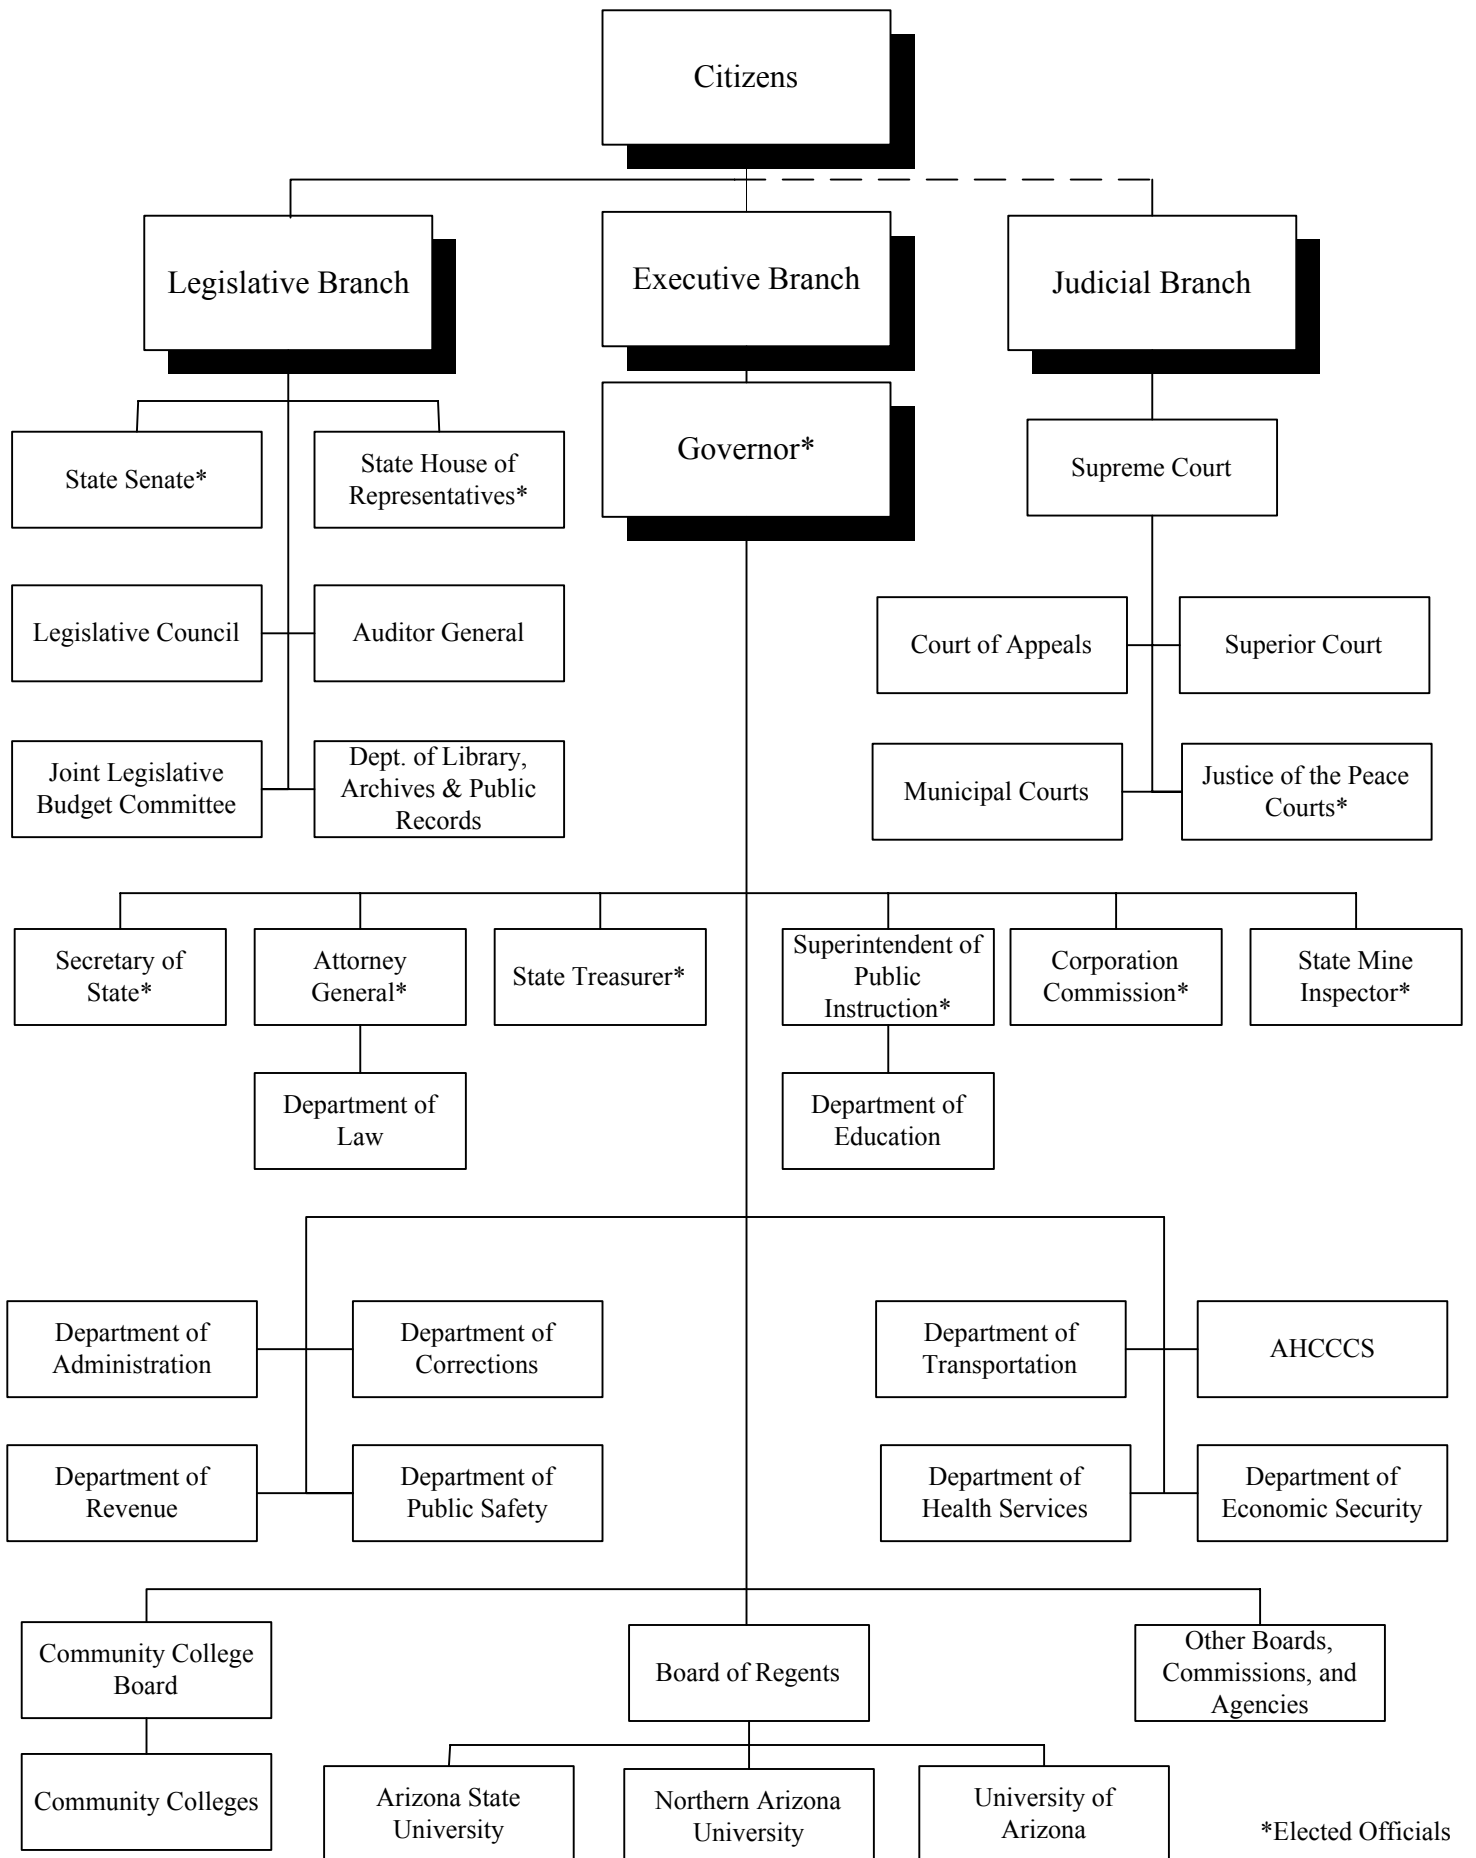 Citizens
Legislative Branch
Executive Branch
Judicial Branch
Governor*
State Senate*
State House of
Representatives*
Supreme Court
Legislative Council
Auditor General
Court of Appeals
Superior Court
Joint Legislative
Budget Committee
Dept. of Library,
Archives & Public
Records
Municipal Courts
Justice of the Peace
Courts*
Secretary of
State*
Attorney
General*
State Treasurer*
Superintendent of
Public
Instruction*
Corporation
Commission*
State Mine
Inspector*
Department of
Law
Department of
Education
Department of
Administration
Department of
Corrections
Department of
Transportation
AHCCCS
Department of
Revenue
Department of
Public Safety
Department of
Health Services
Department of
Economic Security
Community College
Board
Board of Regents
Other Boards,
Commissions, and
Agencies
Community Colleges
Arizona State
University
Northern Arizona
University
University of
Arizona
*Elected Officials